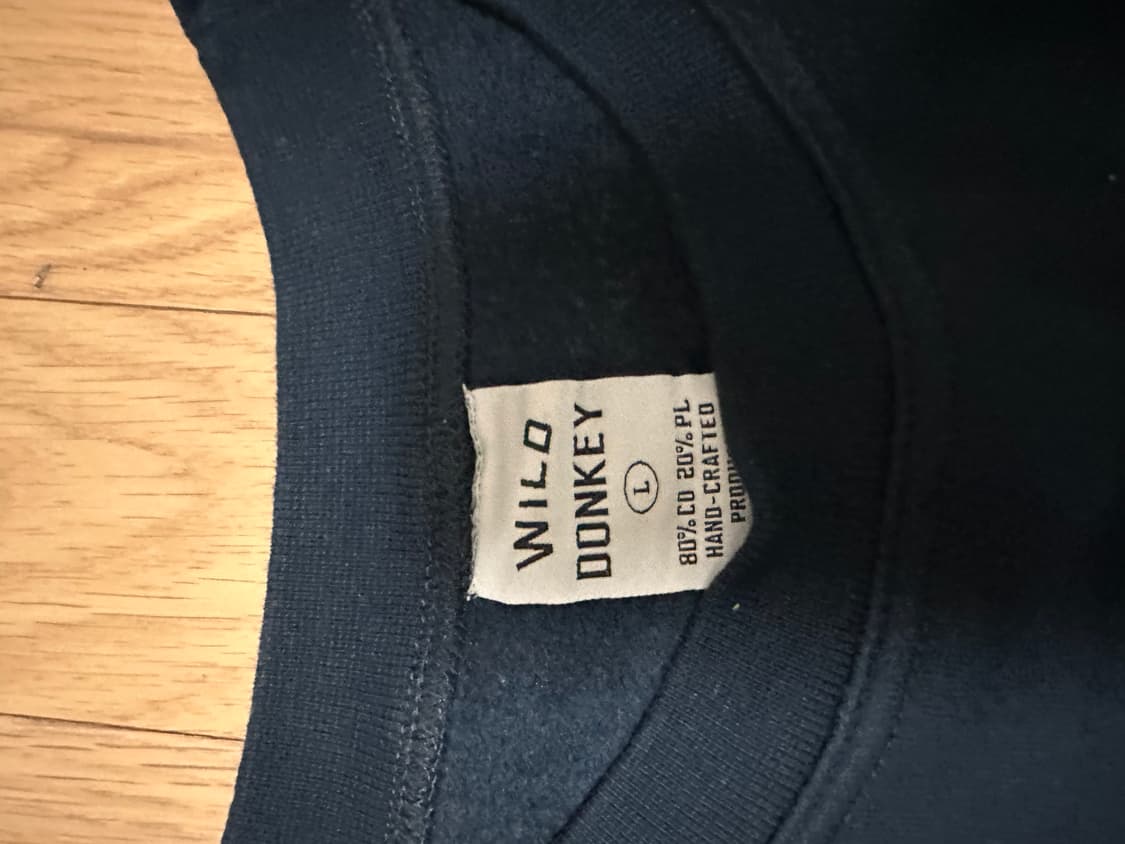 WILD
DONKEY
L
80%CO 20%PL
HAND-CRAFTED